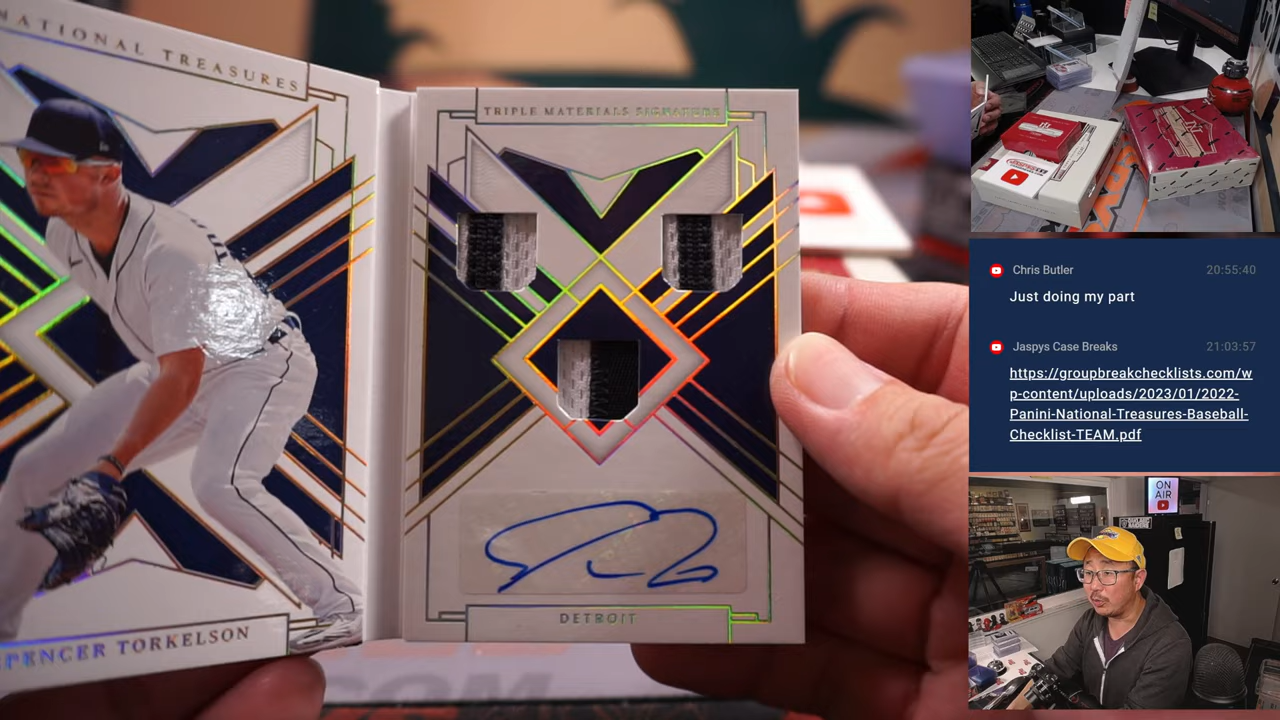 NATIONAL TREASURES
PENCER TORKELSON
TRIPLE MATERIALS SIGNATURE
DETROIT
Chris Butler
20:55:40
Just doing my part
Jaspys Case Breaks
21:03:57
https://groupbreakchecklists.com/w
p-content/uploads/2023/01/2022-
Panini-National-Treasures-Baseball-
Checklist-TEAM.pdf
ON
AIR